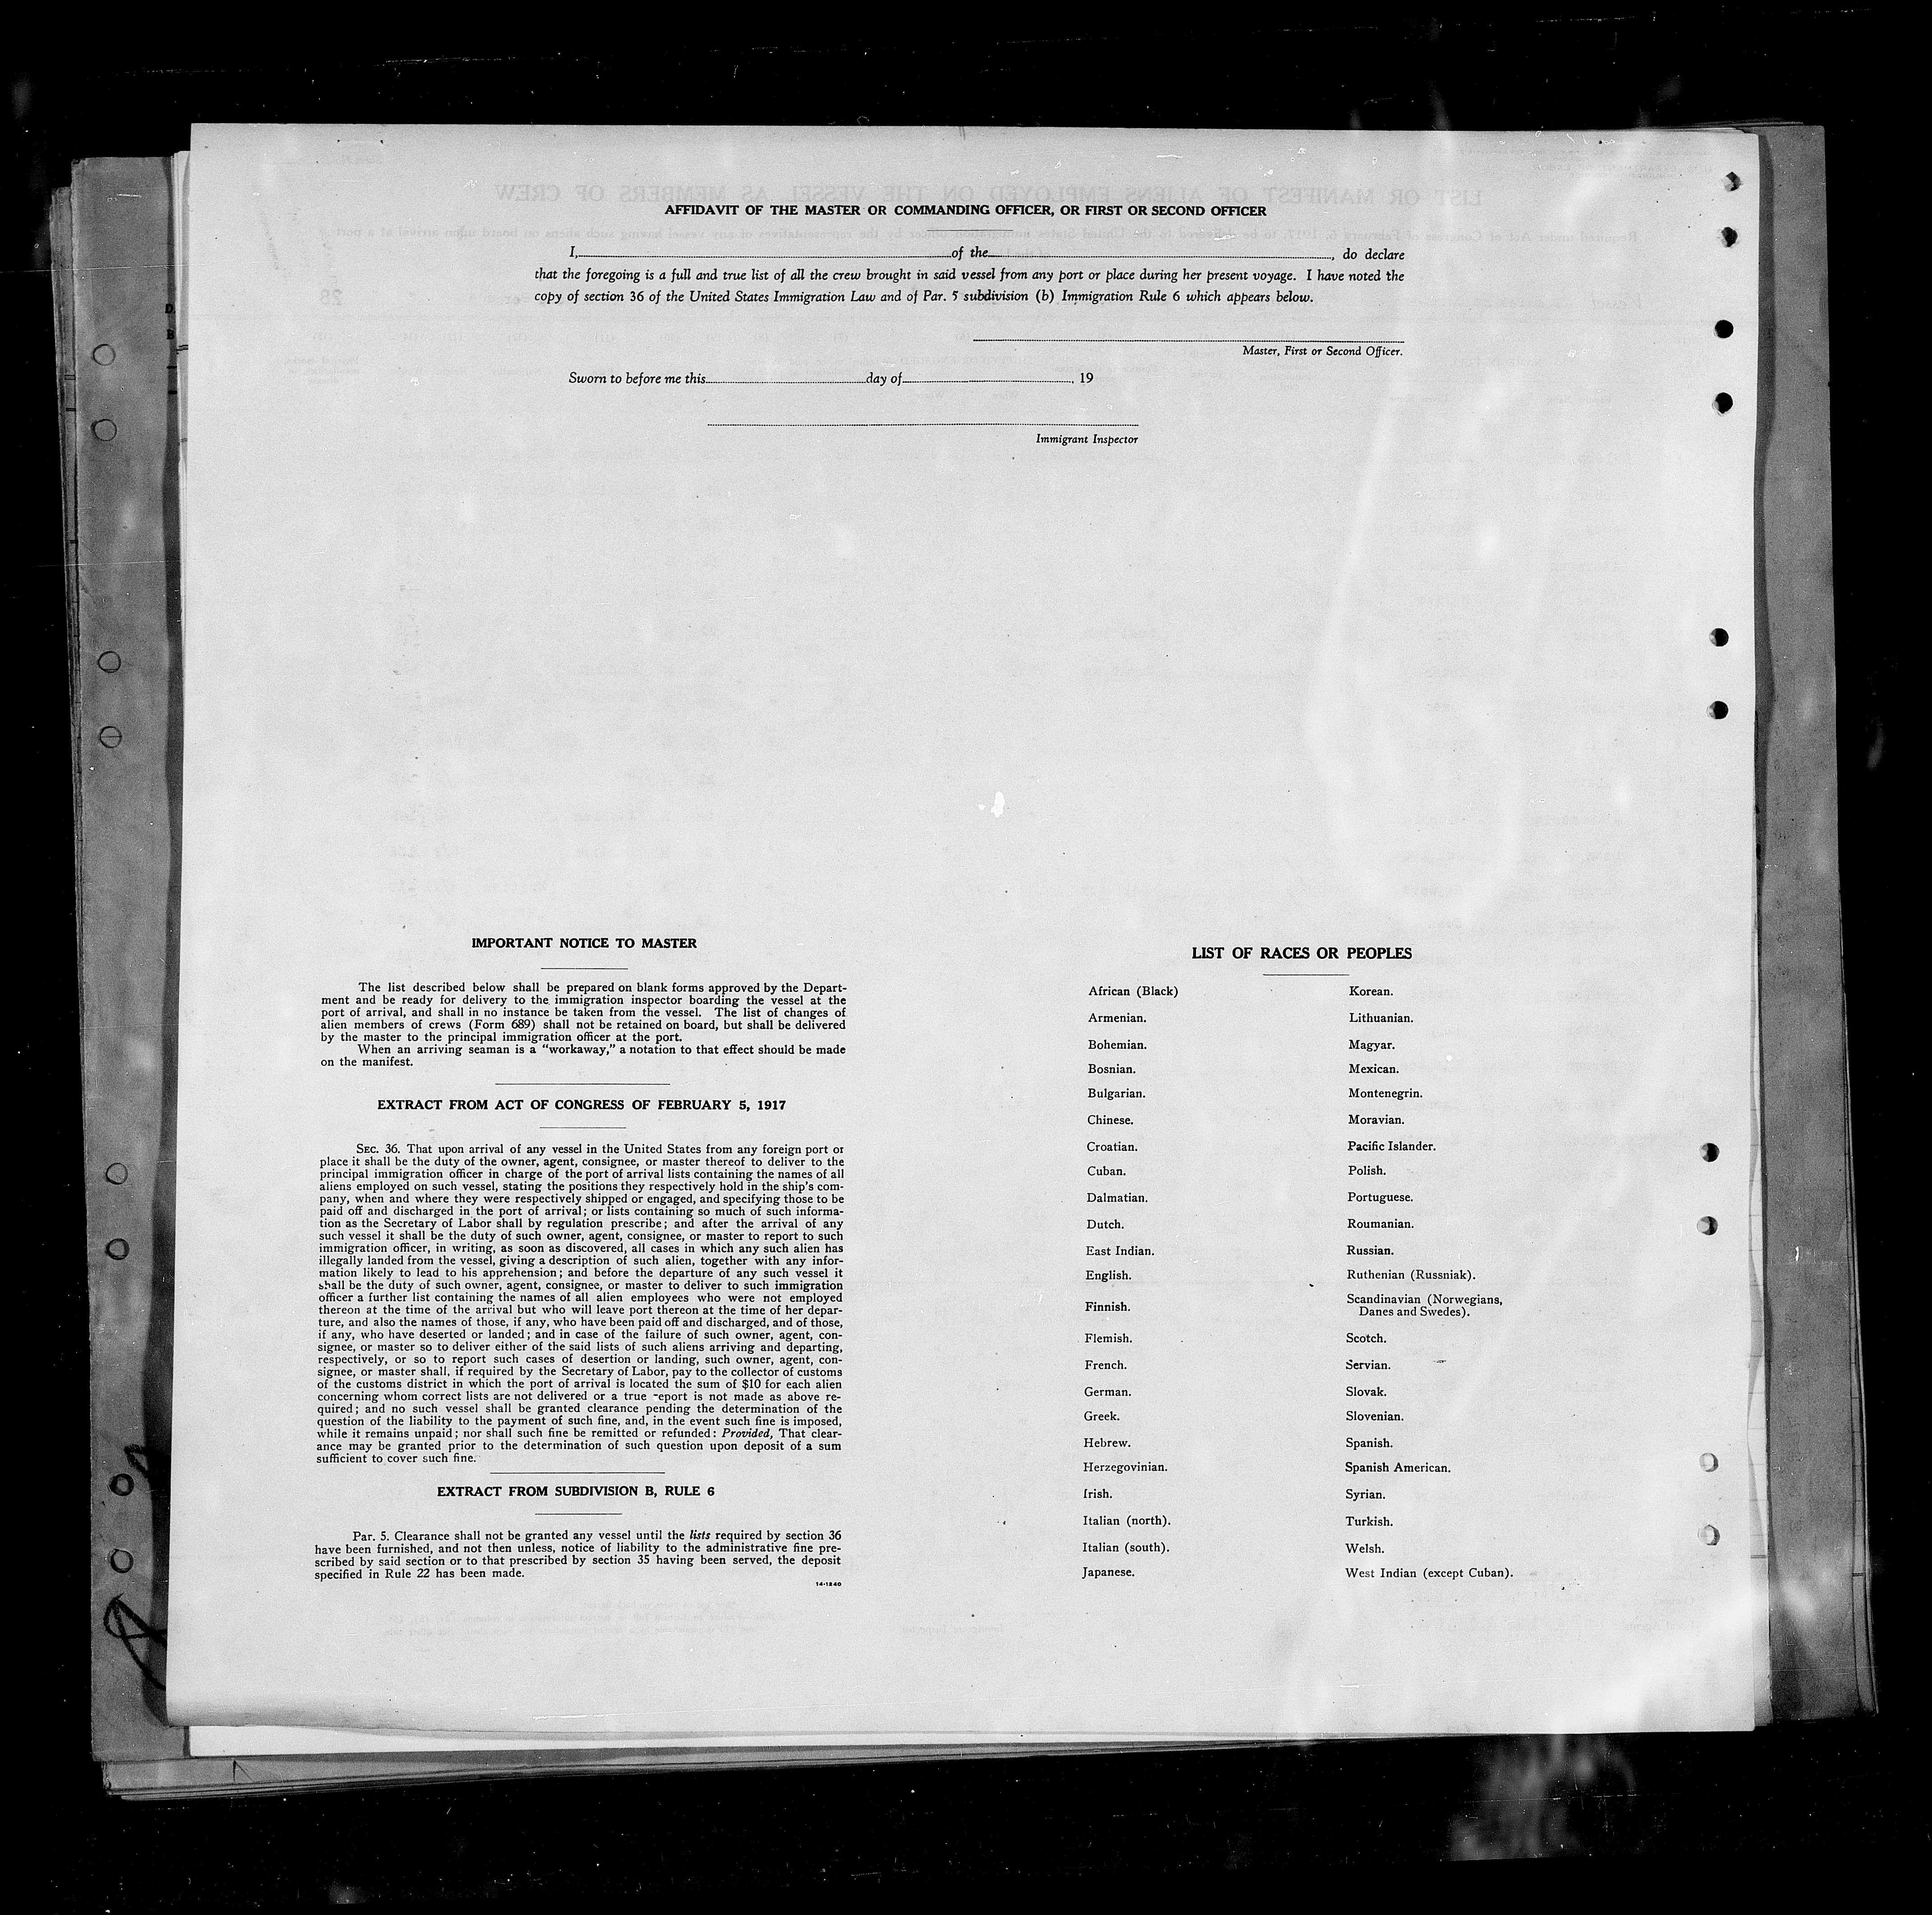 AFFIDAVIT OF THE MASTER OR COMMANDING OFFICER, OR FIRST OR SECOND OFFICER
I, of the , do declare
that the foregoing is a full and true list of all the crew brought in said vessel from any port or place during her present voyage. I have noted the
copy of section 36 of the United States Immigration Law and of Par. 5 subdivision (b) Immigration Rule 6 which appears below.
Master, First or Second Officer.
Sworn to before me this day of , 19
Immigrant Inspector
IMPORTANT NOTICE TO MASTER
The list described below shall be prepared on blank forms approved by the Depart-
ment and be ready for delivery to the immigration inspector boarding the vessel at the
port of arrival, and shall in no instance be taken from the vessel. The list of changes of
alien members of crews (Form 689) shall not be retained on board, but shall be delivered
by the master to the principal immigration officer at the port.
When an arriving seaman is a "workaway," a notation to that effect should be made
on the manifest.
EXTRACT FROM ACT OF CONGRESS OF FEBRUARY 5, 1917
SEC. 36. That upon arrival of any vessel in the United States from any foreign port or
place it shall be the duty of the owner, agent, consignee, or master thereof to deliver to the
principal immigration officer in charge of the port of arrival lists containing the names of all
aliens employed on such vessel, stating the positions they respectively hold in the ship's com-
pany, when and where they were respectively shipped or engaged, and specifying those to be
paid off and discharged in the port of arrival; or lists containing so much of such informa-
tion as the Secretary of Labor shall by regulation prescribe; and after the arrival of any
such vessel it shall be the duty of such owner, agent, consignee, or master to report to such
immigration officer, in writing, as soon as discovered, all cases in which any such alien has
illegally landed from the vessel, giving a description of such alien, together with any infor-
mation likely to lead to his apprehension; and before the departure of any such vessel it
shall be the duty of such owner, agent, consignee, or master to deliver to such immigration
officer a further list containing the names of all alien employees who were not employed
thereon at the time of the arrival but who will leave port thereon at the time of her depar-
ture, and also the names of those, if any, who have been paid off and discharged, and of those,
if any, who have deserted or landed; and in case of the failure of such owner, agent, con-
signee, or master so to deliver either of the said lists of such aliens arriving and departing,
respectively, or so to report such cases of desertion or landing, such owner, agent, con-
signee, or master shall, if required by the Secretary of Labor, pay to the collector of customs
of the customs district in which the port of arrival is located the sum of $10 for each alien
concerning whom correct lists are not delivered or a true report is not made as above re-
quired; and no such vessel shall be granted clearance pending the determination of the
question of the liability to the payment of such fine, and, in the event such fine is imposed,
while it remains unpaid; nor shall such fine be remitted or refunded: Provided, That clear-
ance may be granted prior to the determination of such question upon deposit of a sum
sufficient to cover such fine.
EXTRACT FROM SUBDIVISION B, RULE 6
Par. 5. Clearance shall not be granted any vessel until the lists required by section 36
have been furnished, and not then unless, notice of liability to the administrative fine pre-
scribed by said section or to that prescribed by section 35 having been served, the deposit
specified in Rule 22 has been made.
14-1240
LIST OF RACES OR PEOPLES
African (Black)
Armenian.
Bohemian.
Bosnian.
Bulgarian.
Chinese.
Croatian.
Cuban.
Dalmatian.
Dutch.
East Indian.
English.
Finnish.
Flemish.
French.
German.
Greek.
Hebrew.
Herzegovinian.
Irish.
Italian (north).
Italian (south).
Japanese.
Korean.
Lithuanian.
Magyar.
Mexican.
Montenegrin.
Moravian.
Pacific Islander.
Polish.
Portuguese.
Roumanian.
Russian.
Ruthenian (Russniak).
Scandinavian (Norwegians,
Danes and Swedes).
Scotch.
Servian.
Slovak.
Slovenian.
Spanish.
Spanish American.
Syrian.
Turkish.
Welsh.
West Indian (except Cuban).